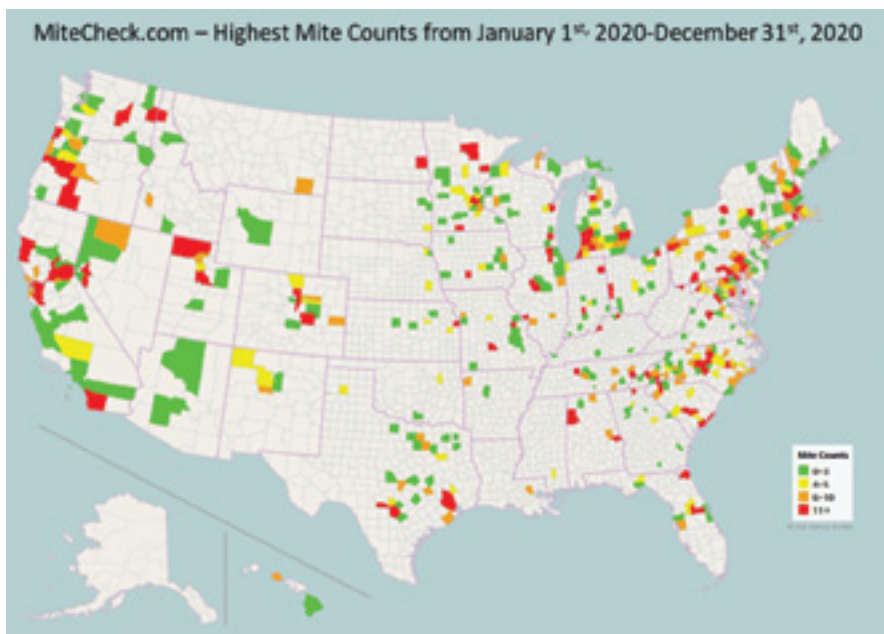 MiteCheck.com – Highest Mite Counts from January 1st, 2020-December 31st, 2020
Mite Counts
0-3
4-5
6-10
11+